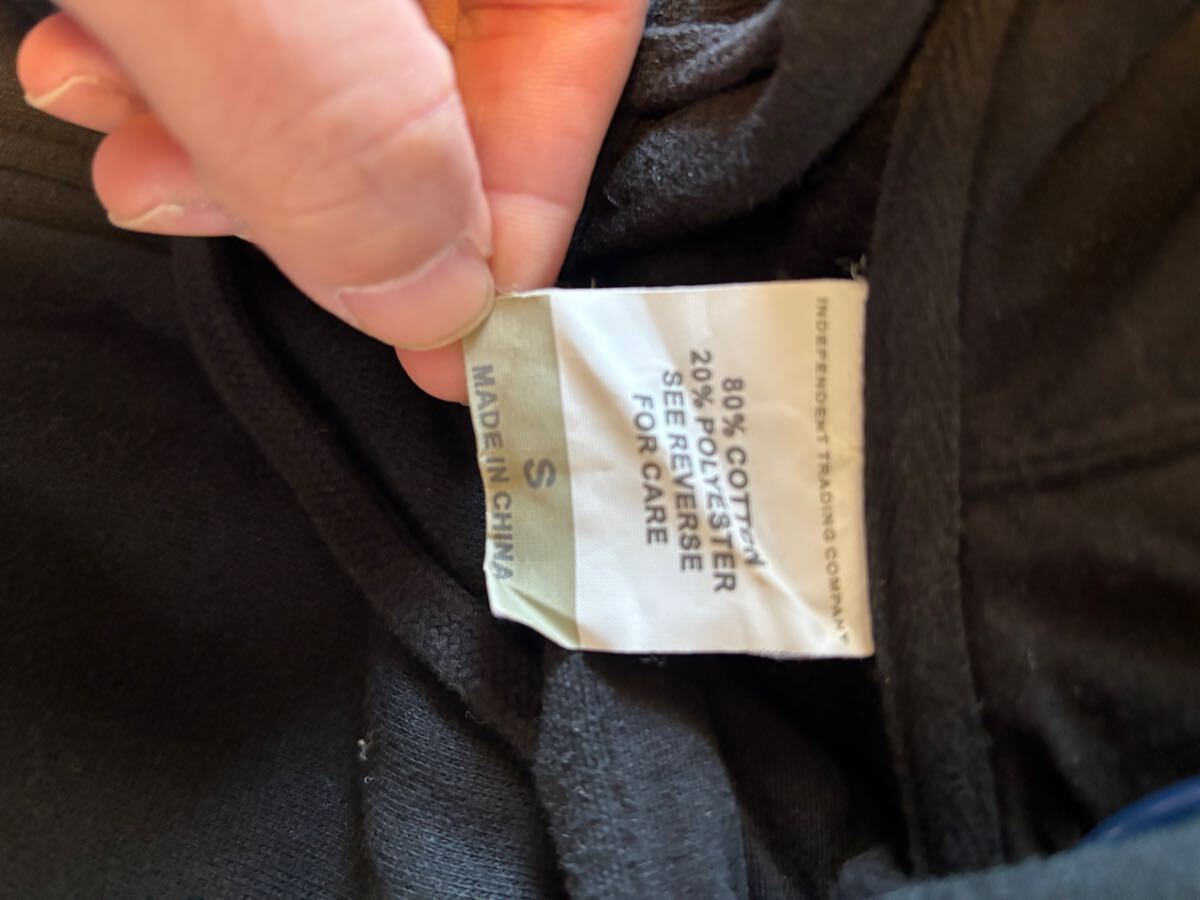 INDEPENDENT TRADING COMPANY
80% COTTON
20% POLYESTER
SEE REVERSE
FOR CARE
S
MADE IN CHINA